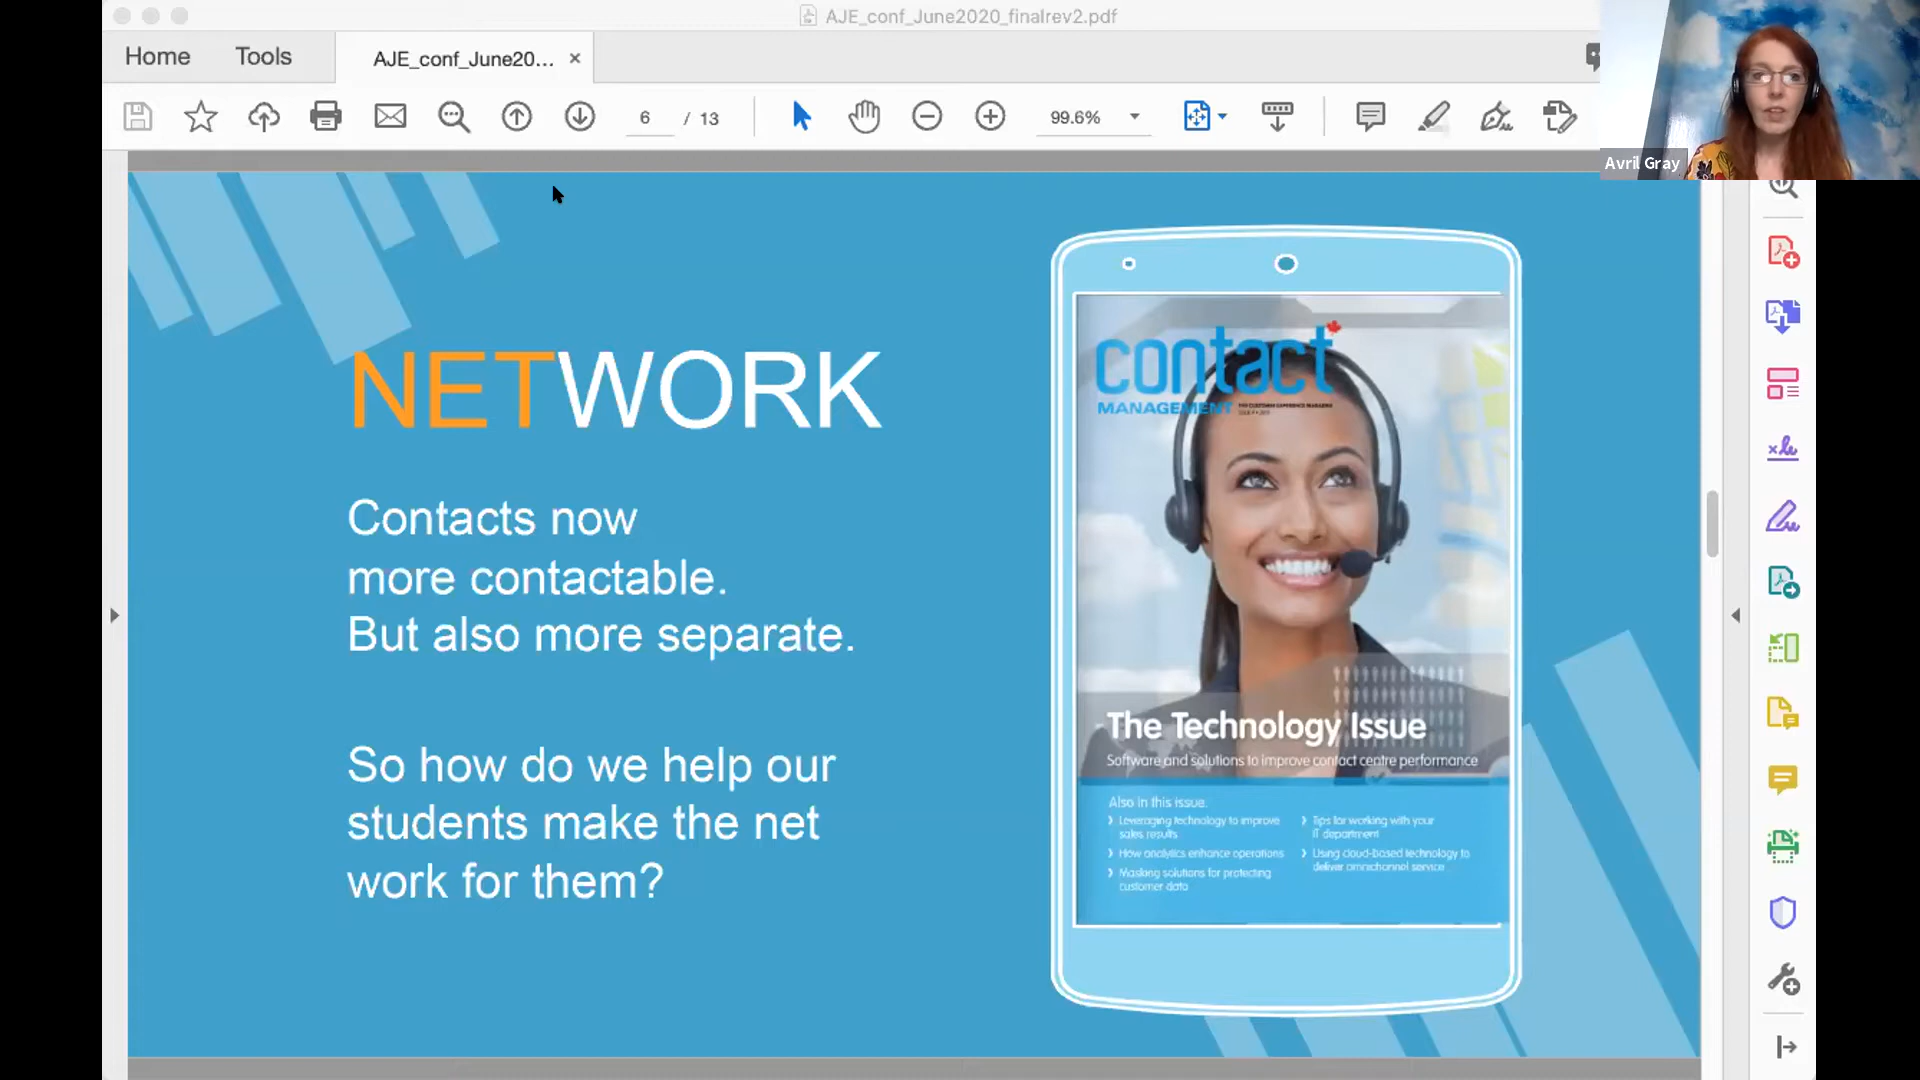 AJE_conf_June2020_finalrev2.pdf
Home Tools AJE_conf_June20... ×
6 / 13 99.6%
Avril Gray
NETWORK
Contacts now
more contactable.
But also more separate.
So how do we help our
students make the net
work for them?
contact
MANAGEMENT
The Technology Issue
Software and solutions to improve contact centre performance
Also in this issue:
Leveraging technology to improve
sales results
How analytics enhance operations
Masking solutions for protecting
customer data
Tips for working with your
IT department
Using cloud-based technology to
deliver omnichannel service